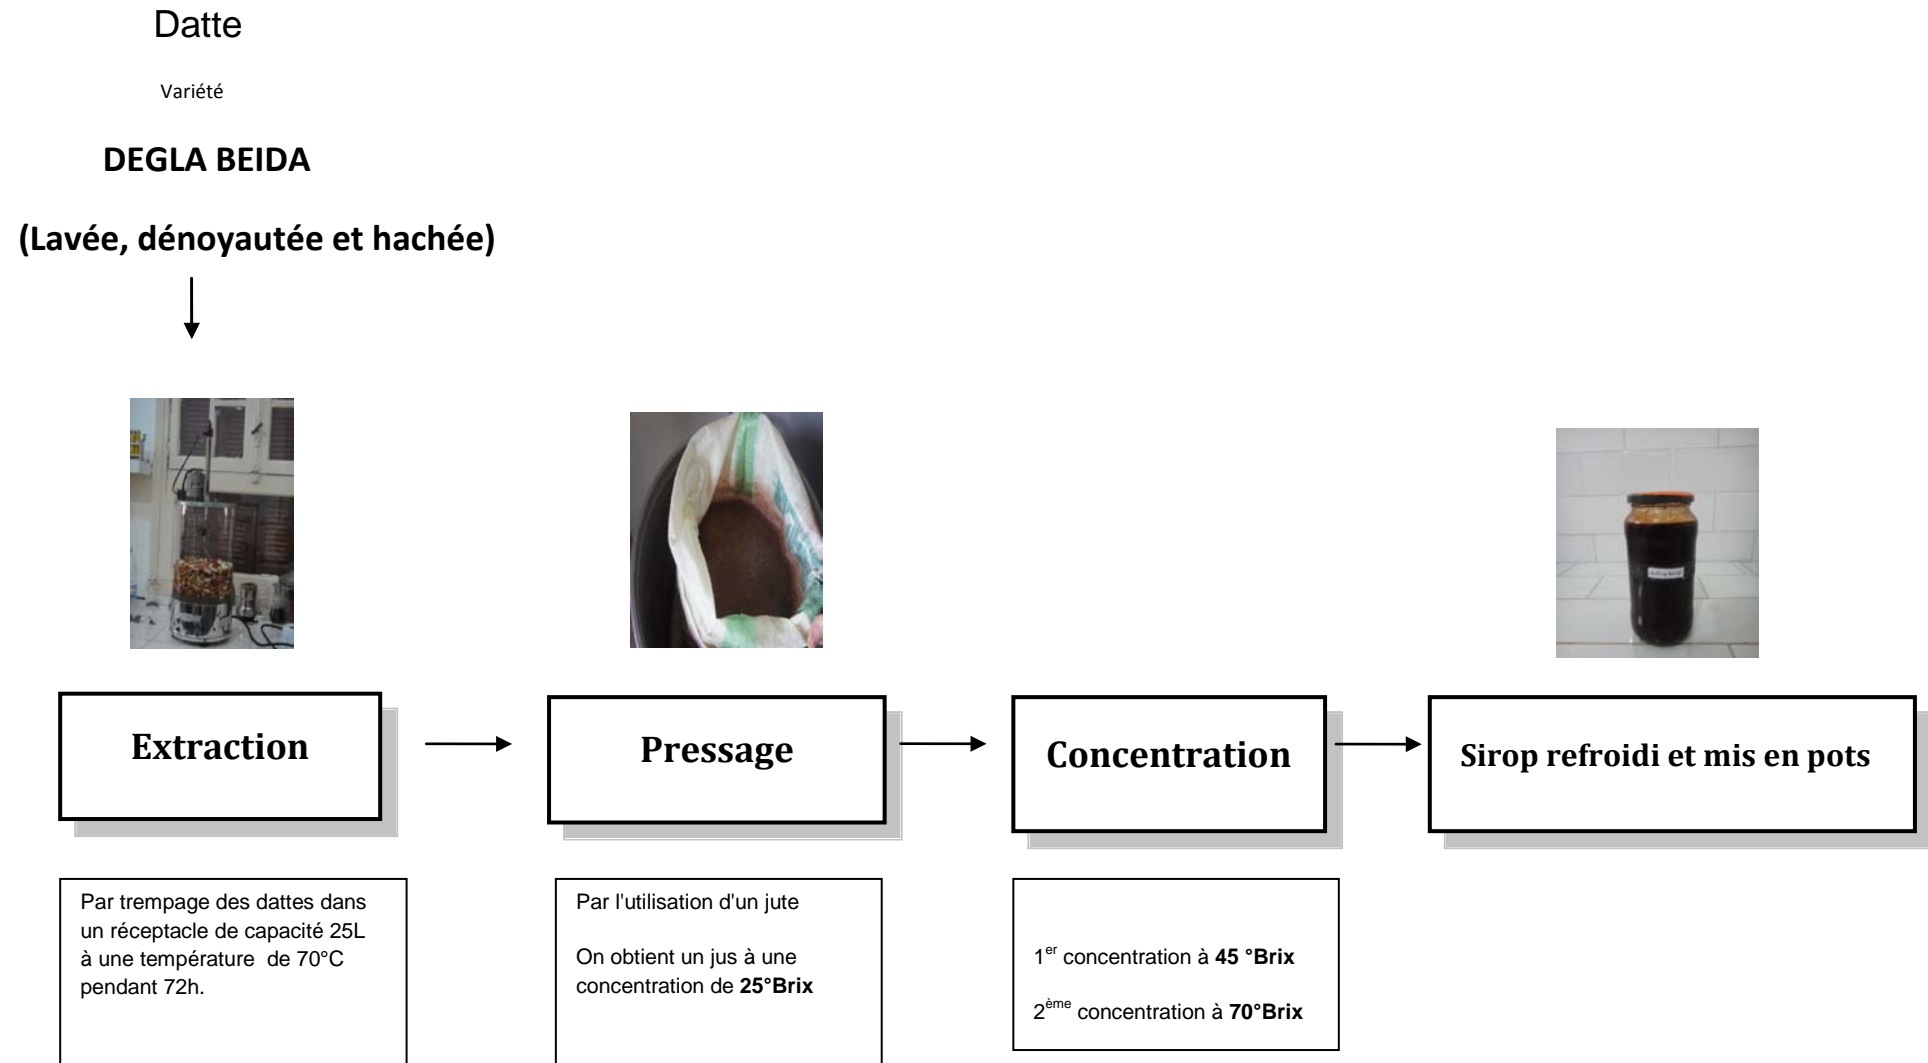 Datte
Variété
DEGLA BEIDA
(Lavée, dénoyautée et hachée)
Extraction
Pressage
Concentration
Sirop refroidi et mis en pots
Par trempage des dattes dans
un réceptacle de capacité 25L
à une température de 70°C
pendant 72h.
Par l'utilisation d'un jute
On obtient un jus à une
concentration de 25°Brix
1er concentration à 45 °Brix
2ème concentration à 70°Brix